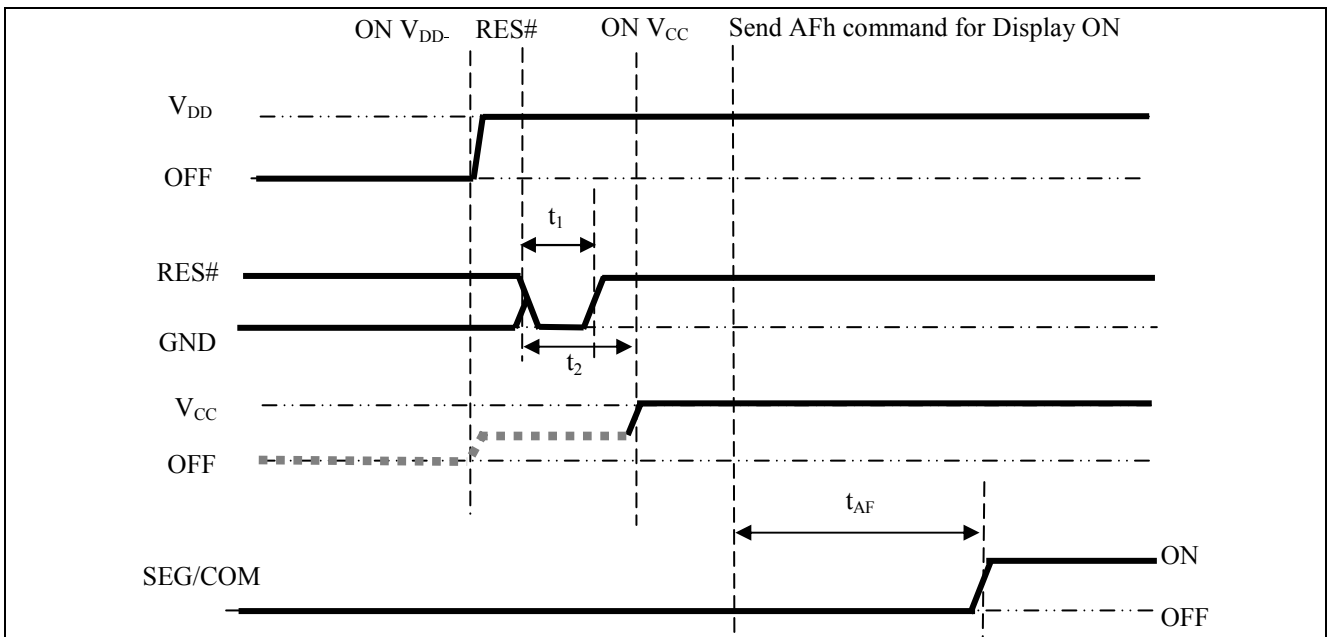 ON VDD- RES# ON VCC Send AFh command for Display ON
VDD
OFF
t1
RES#
GND
t2
VCC
OFF
tAF
ON
SEG/COM
OFF